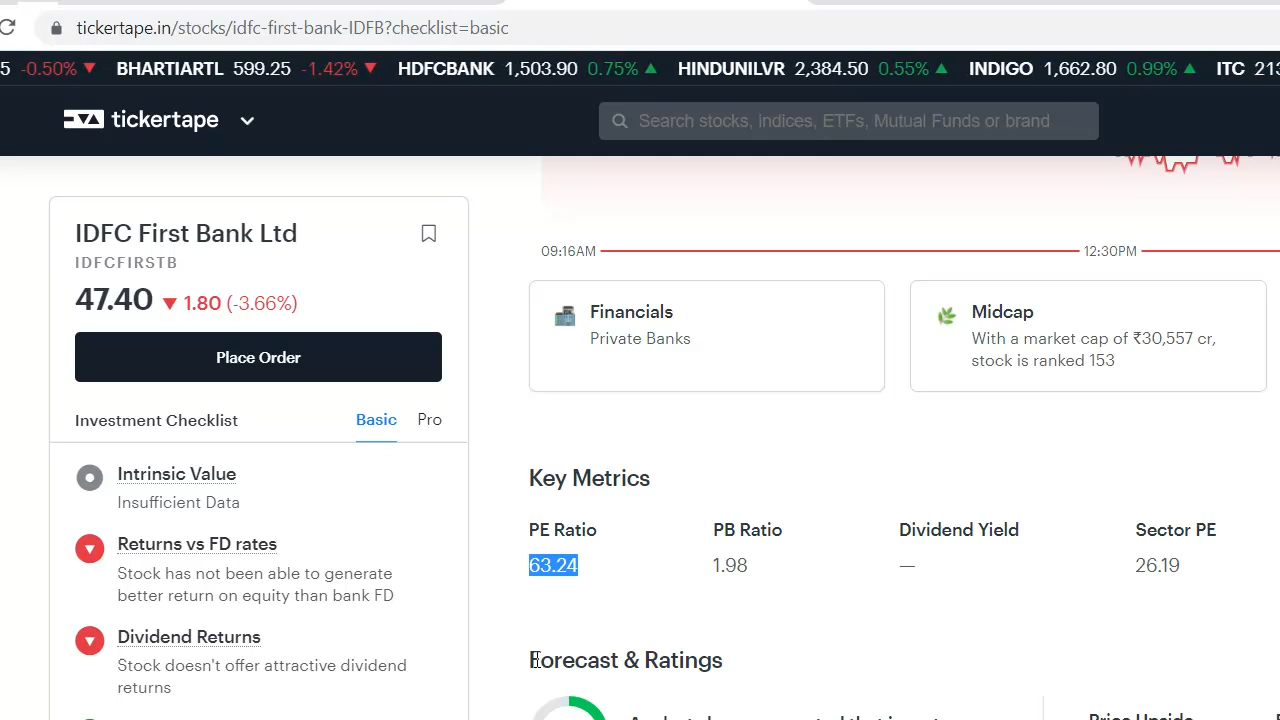 tickertape.in/stocks/idfc-first-bank-IDFB?checklist=basic
5 -0.50% ▼ BHARTIARTL 599.25 -1.42% ▼ HDFCBANK 1,503.90 0.75% ▲ HINDUNILVR 2,384.50 0.55% ▲ INDIGO 1,662.80 0.99% ▲ ITC 213
tickertape
Search stocks, indices, ETFs, Mutual Funds or brand
IDFC First Bank Ltd
IDFCFIRSTB
47.40 ▼ 1.80 (-3.66%)
Place Order
Investment Checklist Basic Pro
Intrinsic Value
Insufficient Data
Returns vs FD rates
Stock has not been able to generate
better return on equity than bank FD
Dividend Returns
Stock doesn't offer attractive dividend
returns
09:16AM 12:30PM
Financials
Private Banks
Midcap
With a market cap of ₹30,557 cr,
stock is ranked 153
Key Metrics
PE Ratio PB Ratio Dividend Yield Sector PE
63.24 1.98 — 26.19
Forecast & Ratings
Price Upside